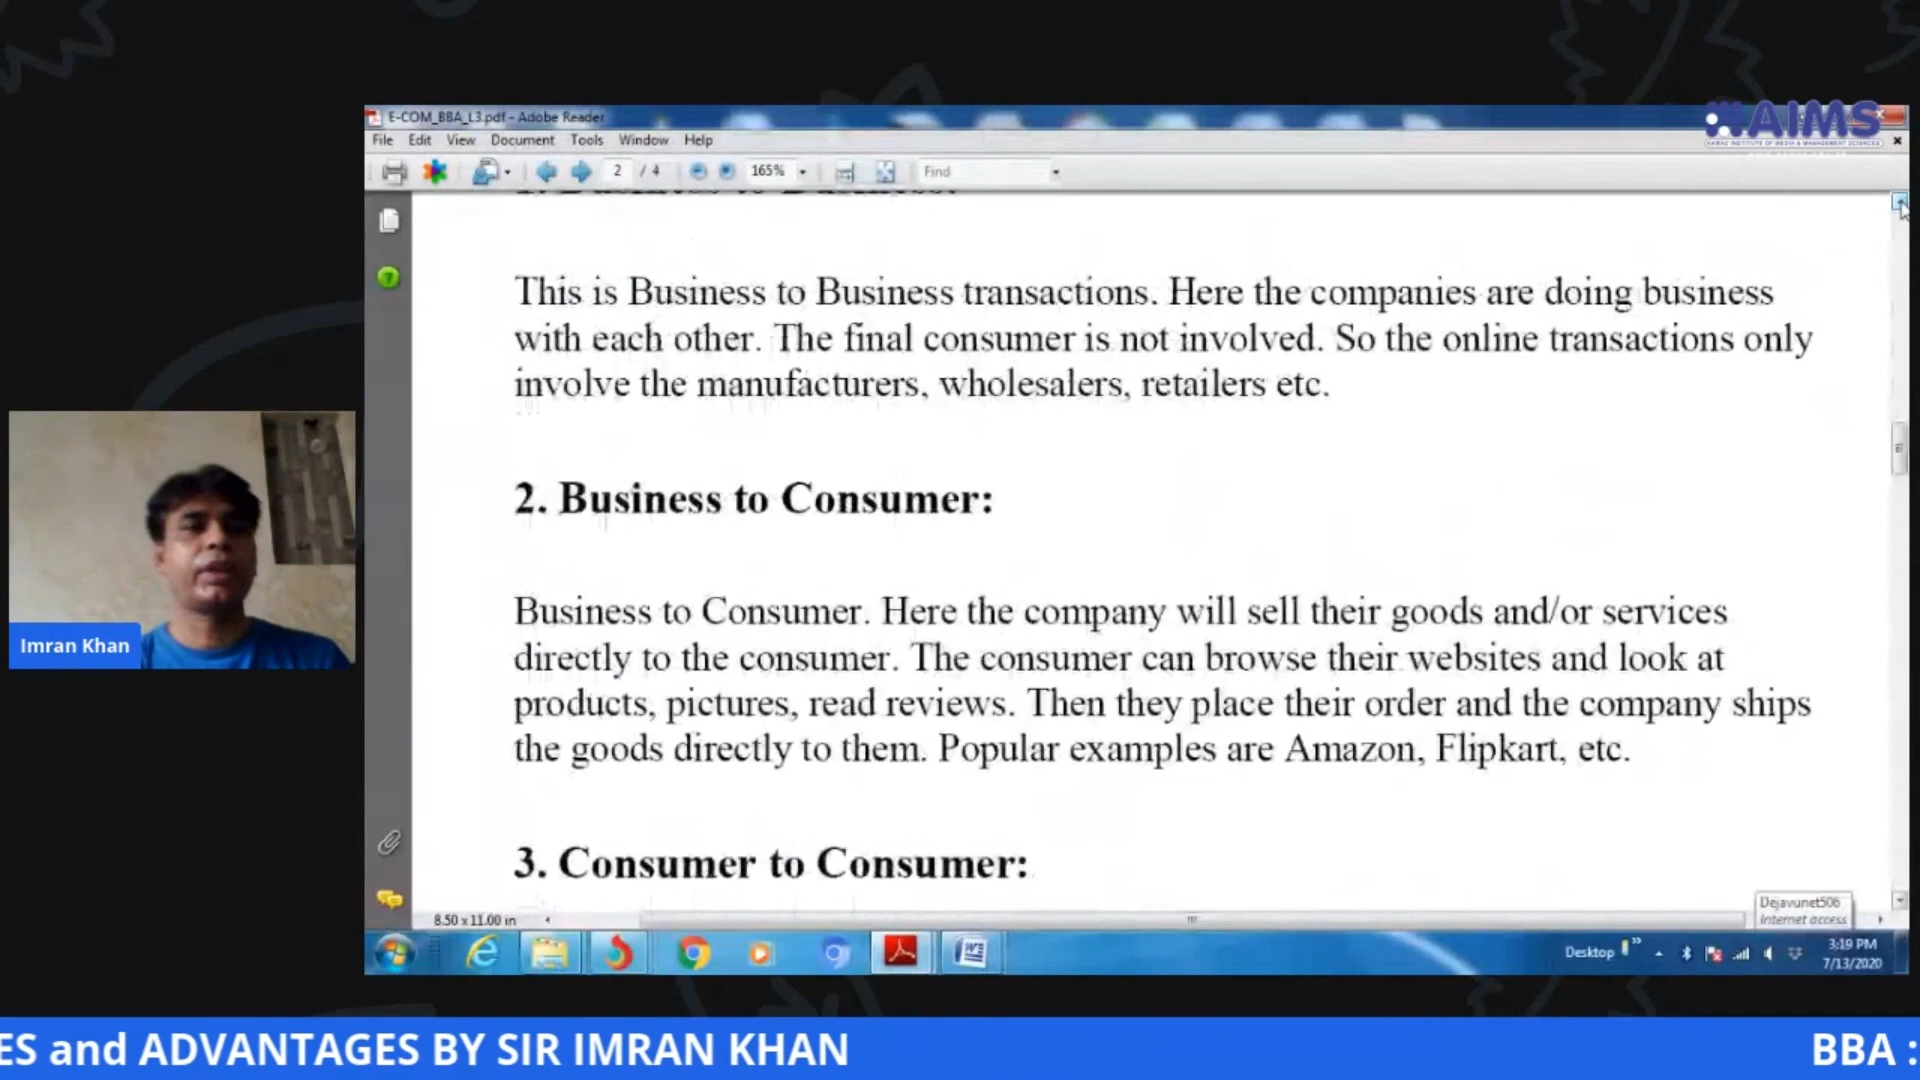 E-COM_BBA_L3.pdf - Adobe Reader
AIMS
File Edit View Document Tools Window Help
2 / 4 165% Find
This is Business to Business transactions. Here the companies are doing business
with each other. The final consumer is not involved. So the online transactions only
involve the manufacturers, wholesalers, retailers etc.
2. Business to Consumer:
Business to Consumer. Here the company will sell their goods and/or services
directly to the consumer. The consumer can browse their websites and look at
products, pictures, read reviews. Then they place their order and the company ships
the goods directly to them. Popular examples are Amazon, Flipkart, etc.
3. Consumer to Consumer:
Imran Khan
8.50 x 11.00 in
Dejavunet506
Internet access
Desktop
3:19 PM
7/13/2020
ES and ADVANTAGES BY SIR IMRAN KHAN
BBA :